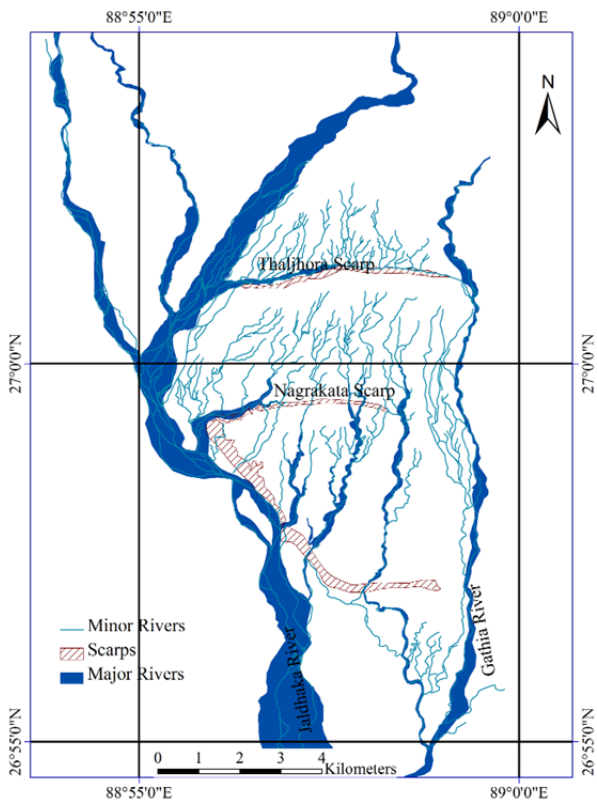 88°55'0"E 89°0'0"E
N
Thaljhora Scarp
27°0'0"N 27°0'0"N
Nagrakata Scarp
Minor Rivers
Scarps
Major Rivers
Jaldhaka River
Gathia River
26°55'0"N 26°55'0"N
0 1 2 3 4
Kilometers
88°55'0"E 89°0'0"E